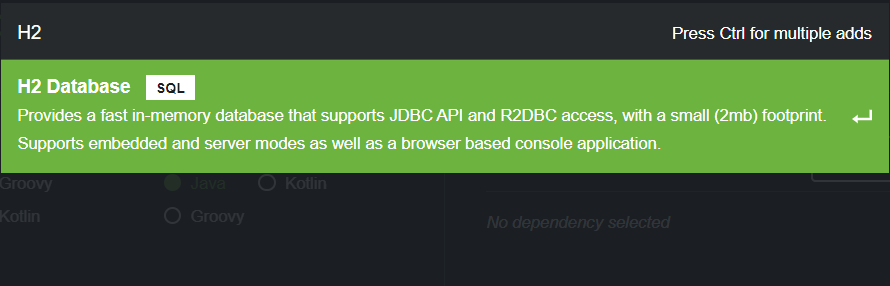 H2 Press Ctrl for multiple adds
H2 Database SQL
Provides a fast in-memory database that supports JDBC API and R2DBC access, with a small (2mb) footprint.
Supports embedded and server modes as well as a browser based console application.
Groovy Java Kotlin
Kotlin Groovy
No dependency selected